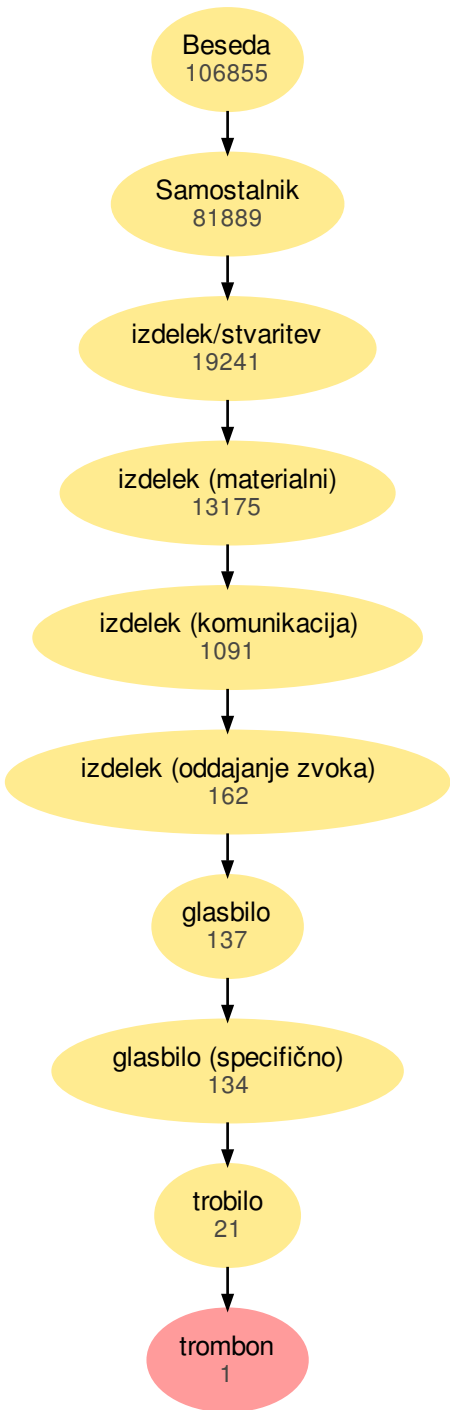 Beseda
106855
Samostalnik
81889
izdelek/stvaritev
19241
izdelek (materialni)
13175
izdelek (komunikacija)
1091
izdelek (oddajanje zvoka)
162
glasbilo
137
glasbilo (specifično)
134
trobilo
21
trombon
1